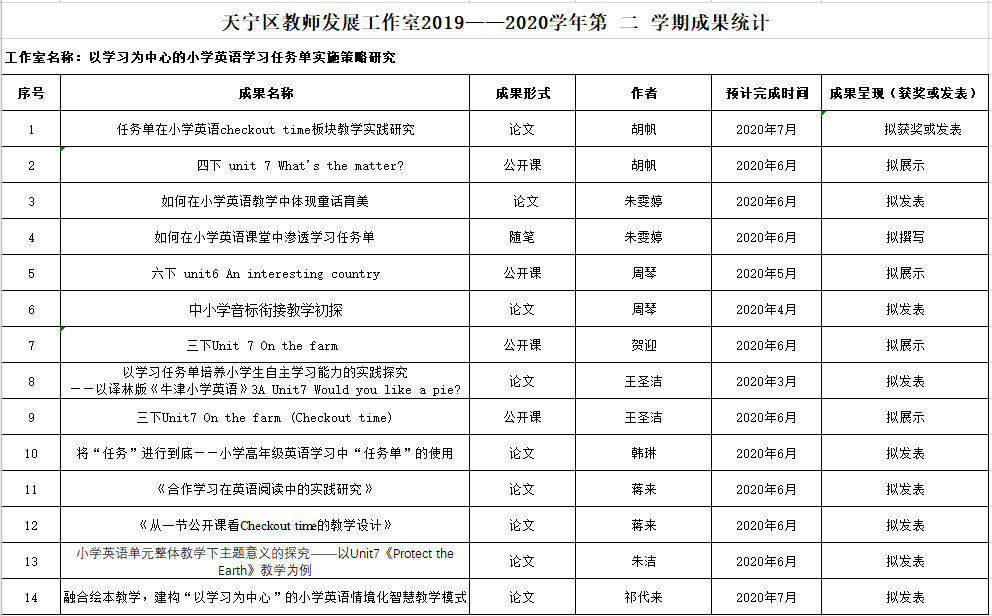 天宁区教师发展工作室2019——2020学年第 二 学期成果统计
工作室名称：以学习为中心的小学英语学习任务单实施策略研究
序号 成果名称 成果形式 作者 预计完成时间 成果呈现（获奖或发表）
1 任务单在小学英语checkout time板块教学实践研究 论文 胡帆 2020年7月 拟获奖或发表
2 四下 unit 7 What's the matter? 公开课 胡帆 2020年6月 拟展示
3 如何在小学英语教学中体现童话育美 论文 朱雯婷 2020年6月 拟发表
4 如何在小学英语课堂中渗透学习任务单 随笔 朱雯婷 2020年6月 拟撰写
5 六下 unit6 An interesting country 公开课 周琴 2020年5月 拟展示
6 中小学音标衔接教学初探 论文 周琴 2020年4月 拟发表
7 三下Unit 7 On the farm 公开课 贺迎 2020年6月 拟展示
8 以学习任务单培养小学生自主学习能力的实践探究
——以译林版《牛津小学英语》3A Unit7 Would you like a pie? 论文 王圣洁 2020年3月 拟发表
9 三下Unit7 On the farm (Checkout time) 公开课 王圣洁 2020年6月 拟展示
10 将“任务”进行到底——小学高年级英语学习中“任务单”的使用 论文 韩琳 2020年6月 拟发表
11 《合作学习在英语阅读中的实践研究》 论文 蒋来 2020年6月 拟发表
12 《从一节公开课看Checkout time的教学设计》 论文 蒋来 2020年6月 拟发表
13 小学英语单元整体教学下主题意义的探究——以Unit7《Protect the
Earth》教学为例 论文 朱洁 2020年6月 拟发表
14 融合绘本教学，建构“以学习为中心”的小学英语情境化智慧教学模式 论文 祁代来 2020年7月 拟发表